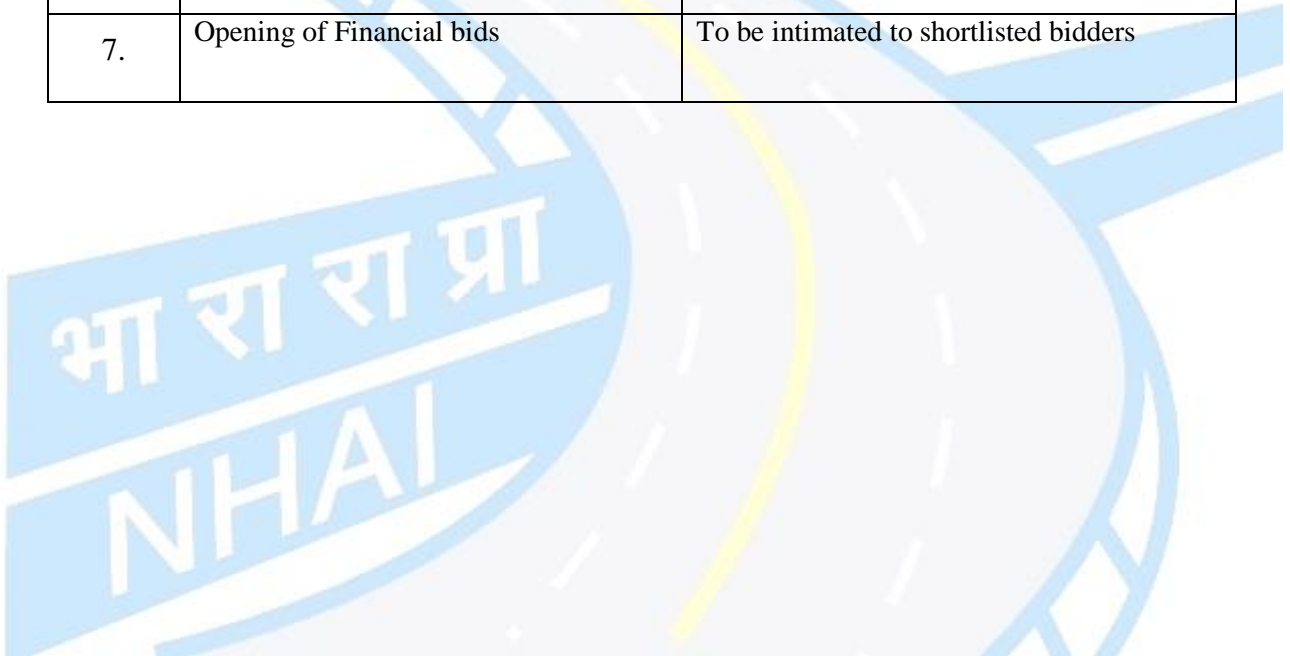 7. Opening of Financial bids To be intimated to shortlisted bidders
भा रा रा प्रा
NHAI